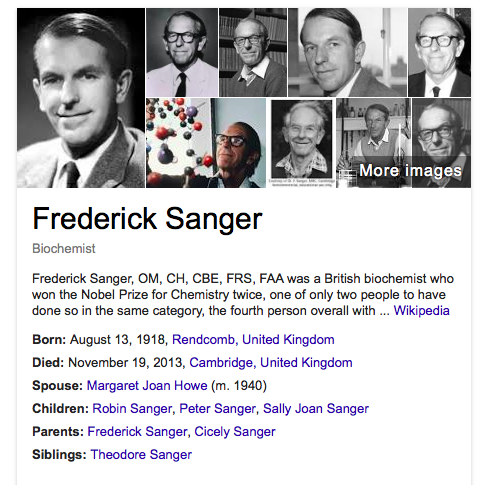 More images
Frederick Sanger
Biochemist
Frederick Sanger, OM, CH, CBE, FRS, FAA was a British biochemist who
won the Nobel Prize for Chemistry twice, one of only two people to have
done so in the same category, the fourth person overall with ... Wikipedia
Born: August 13, 1918, Rendcomb, United Kingdom
Died: November 19, 2013, Cambridge, United Kingdom
Spouse: Margaret Joan Howe (m. 1940)
Children: Robin Sanger, Peter Sanger, Sally Joan Sanger
Parents: Frederick Sanger, Cicely Sanger
Siblings: Theodore Sanger